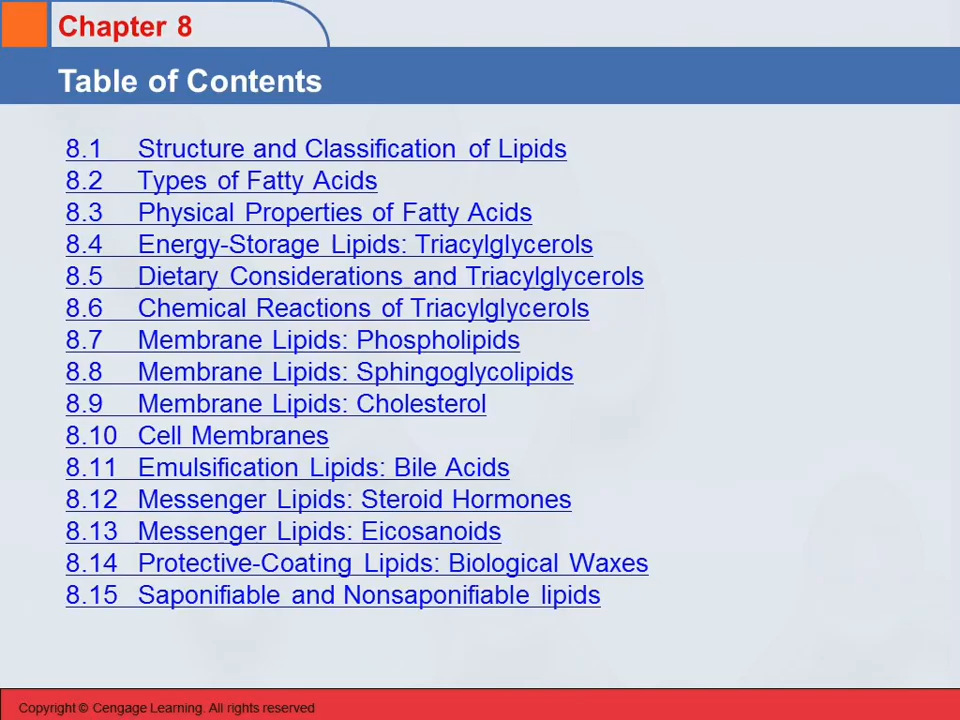 Chapter 8
Table of Contents
8.1 Structure and Classification of Lipids
8.2 Types of Fatty Acids
8.3 Physical Properties of Fatty Acids
8.4 Energy-Storage Lipids: Triacylglycerols
8.5 Dietary Considerations and Triacylglycerols
8.6 Chemical Reactions of Triacylglycerols
8.7 Membrane Lipids: Phospholipids
8.8 Membrane Lipids: Sphingoglycolipids
8.9 Membrane Lipids: Cholesterol
8.10 Cell Membranes
8.11 Emulsification Lipids: Bile Acids
8.12 Messenger Lipids: Steroid Hormones
8.13 Messenger Lipids: Eicosanoids
8.14 Protective-Coating Lipids: Biological Waxes
8.15 Saponifiable and Nonsaponifiable lipids
Copyright © Cengage Learning. All rights reserved